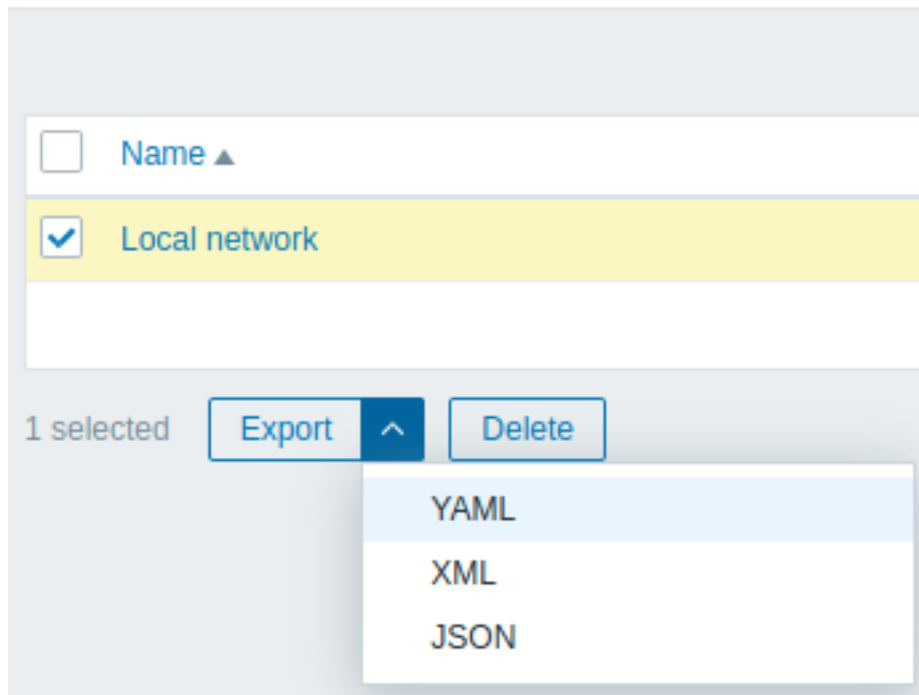 Name
Local network
1 selected Export Delete
YAML
XML
JSON